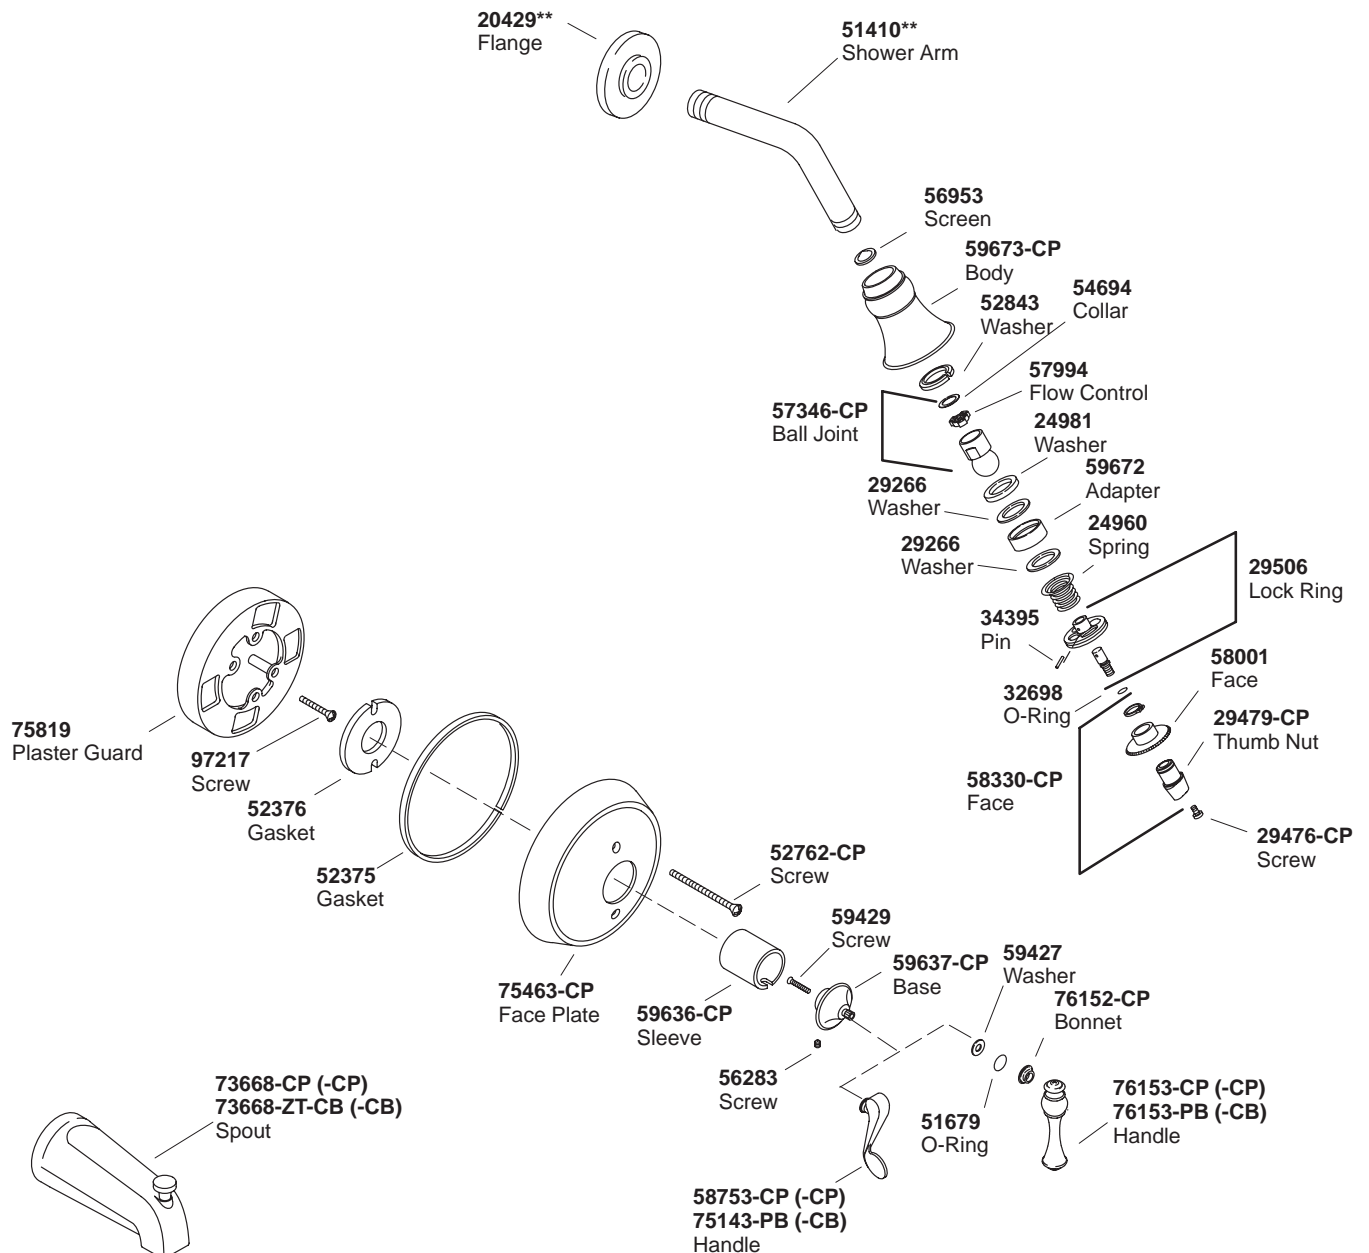 20429**
Flange
51410**
Shower Arm
56953
Screen
59673-CP
Body
54694
Collar
52843
Washer
57994
Flow Control
57346-CP
Ball Joint
24981
Washer
59672
Adapter
29266
Washer
24960
Spring
29266
Washer
29506
Lock Ring
34395
Pin
58001
Face
32698
O-Ring
29479-CP
Thumb Nut
75819
Plaster Guard
97217
Screw
58330-CP
Face
52376
Gasket
29476-CP
Screw
52375
Gasket
52762-CP
Screw
59429
Screw
59637-CP
Base
59427
Washer
75463-CP
Face Plate
59636-CP
Sleeve
76152-CP
Bonnet
56283
Screw
73668-CP (-CP)
73668-ZT-CB (-CB)
Spout
51679
O-Ring
76153-CP (-CP)
76153-PB (-CB)
Handle
58753-CP (-CP)
75143-PB (-CB)
Handle